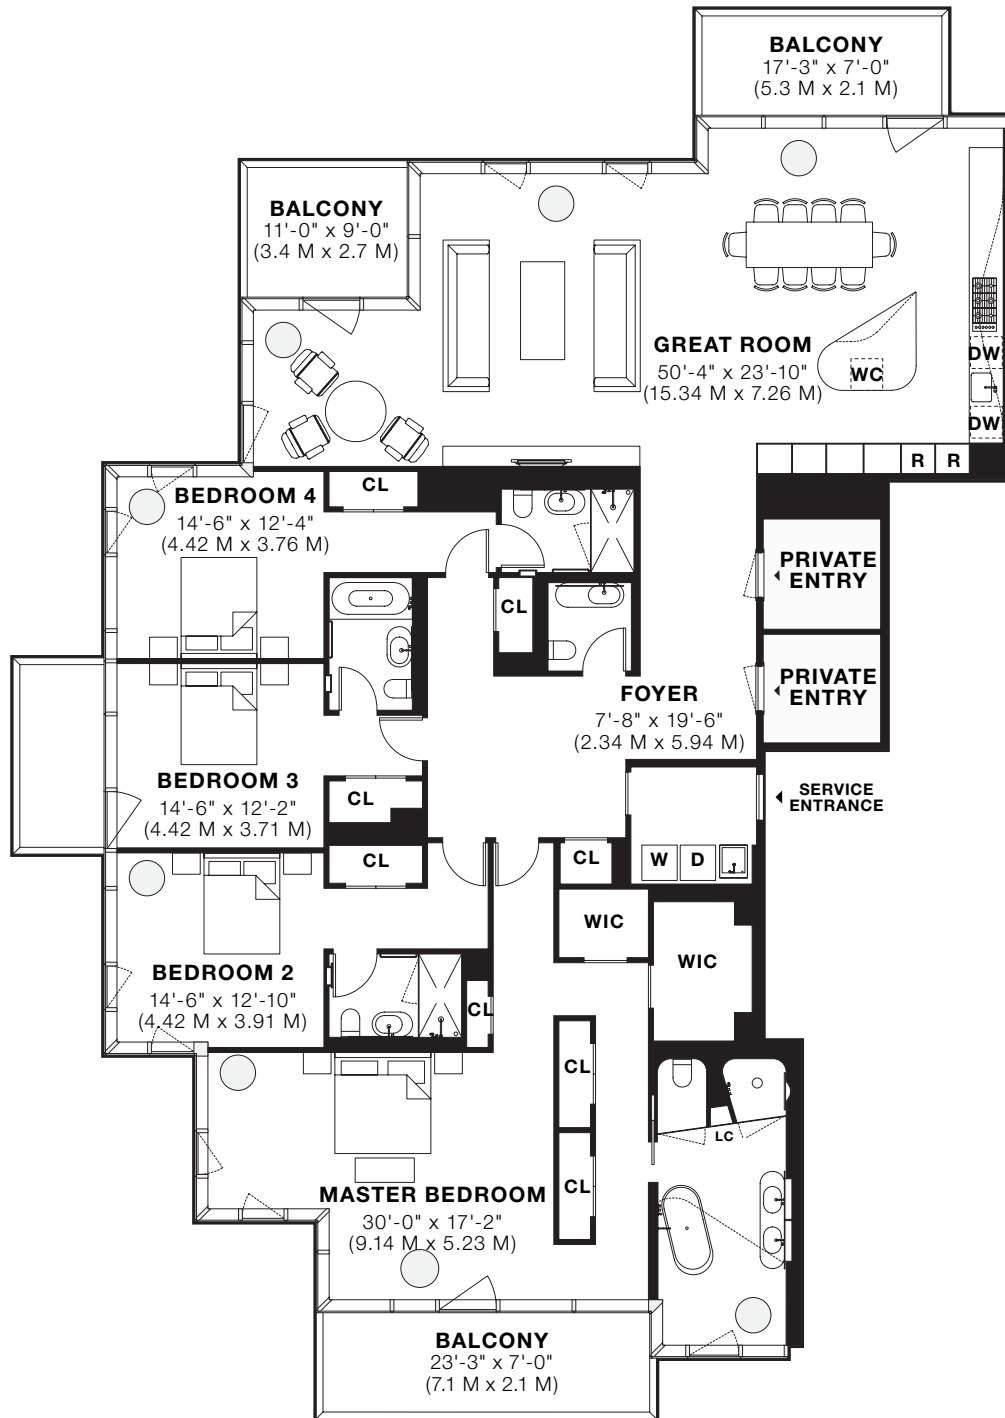 BALCONY
17'-3" x 7'-0"
(5.3 M x 2.1 M)
BALCONY
11'-0" x 9'-0"
(3.4 M x 2.7 M)
GREAT ROOM
50'-4" x 23'-10"
(15.34 M x 7.26 M)
WC
DW
DW
R R
BEDROOM 4
14'-6" x 12'-4"
(4.42 M x 3.76 M)
CL
CL
PRIVATE
ENTRY
PRIVATE
ENTRY
FOYER
7'-8" x 19'-6"
(2.34 M x 5.94 M)
BEDROOM 3
14'-6" x 12'-2"
(4.42 M x 3.71 M)
CL
SERVICE
ENTRANCE
CL
CL
W D
BEDROOM 2
14'-6" x 12'-10"
(4.42 M x 3.91 M)
WIC
WIC
CL
CL
LC
CL
MASTER BEDROOM
30'-0" x 17'-2"
(9.14 M x 5.23 M)
BALCONY
23'-3" x 7'-0"
(7.1 M x 2.1 M)